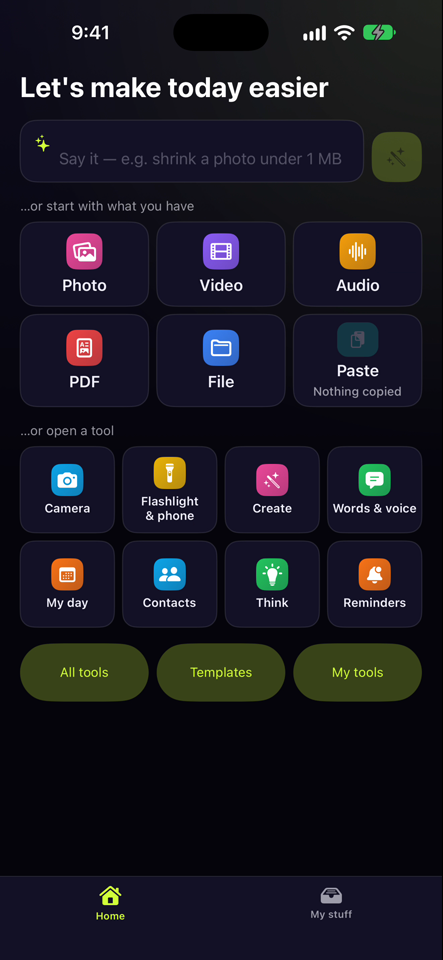 9:41
Let's make today easier
Say it — e.g. shrink a photo under 1 MB
...or start with what you have
Photo
Video
Audio
PDF
File
Paste
Nothing copied
...or open a tool
Camera
Flashlight
& phone
Create
Words & voice
My day
Contacts
Think
Reminders
All tools
Templates
My tools
Home
My stuff